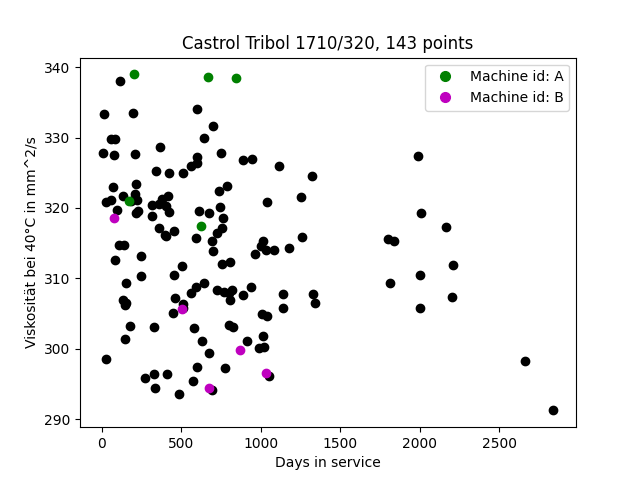 Castrol Tribol 1710/320, 143 points
Machine id: A
Machine id: B
340
330
320
310
300
290
Viskosität bei 40°C in mm^2/s
0
500
1000
1500
2000
2500
Days in service